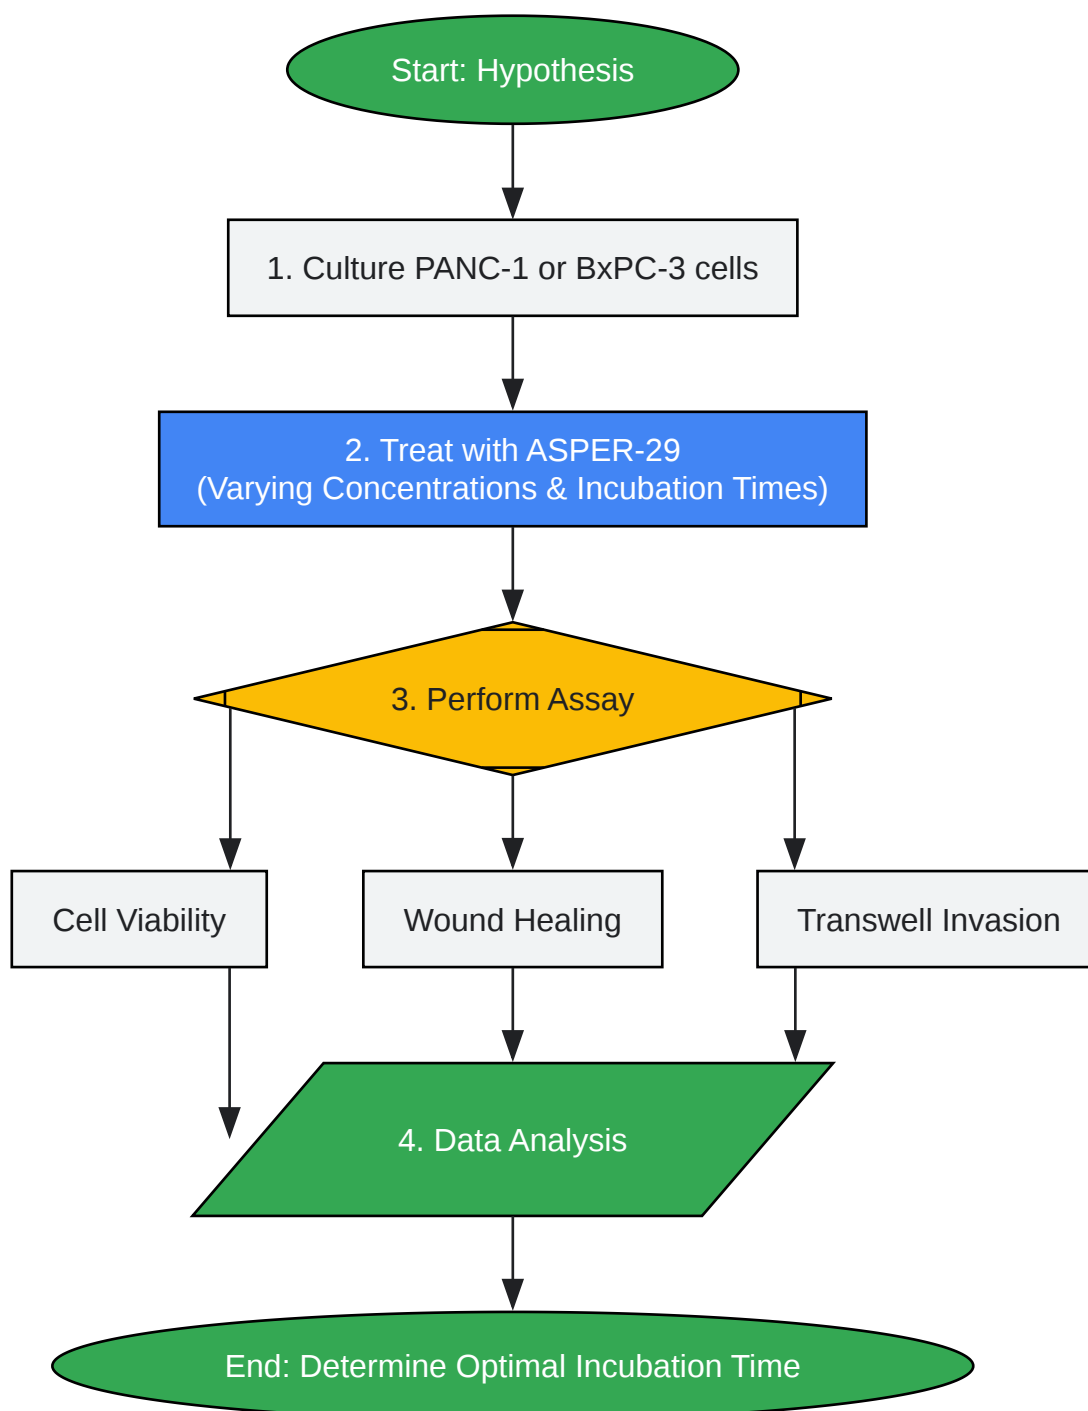 Start: Hypothesis
1. Culture PANC-1 or BxPC-3 cells
2. Treat with ASPER-29
(Varying Concentrations & Incubation Times)
3. Perform Assay
Cell Viability
Wound Healing
Transwell Invasion
4. Data Analysis
End: Determine Optimal Incubation Time